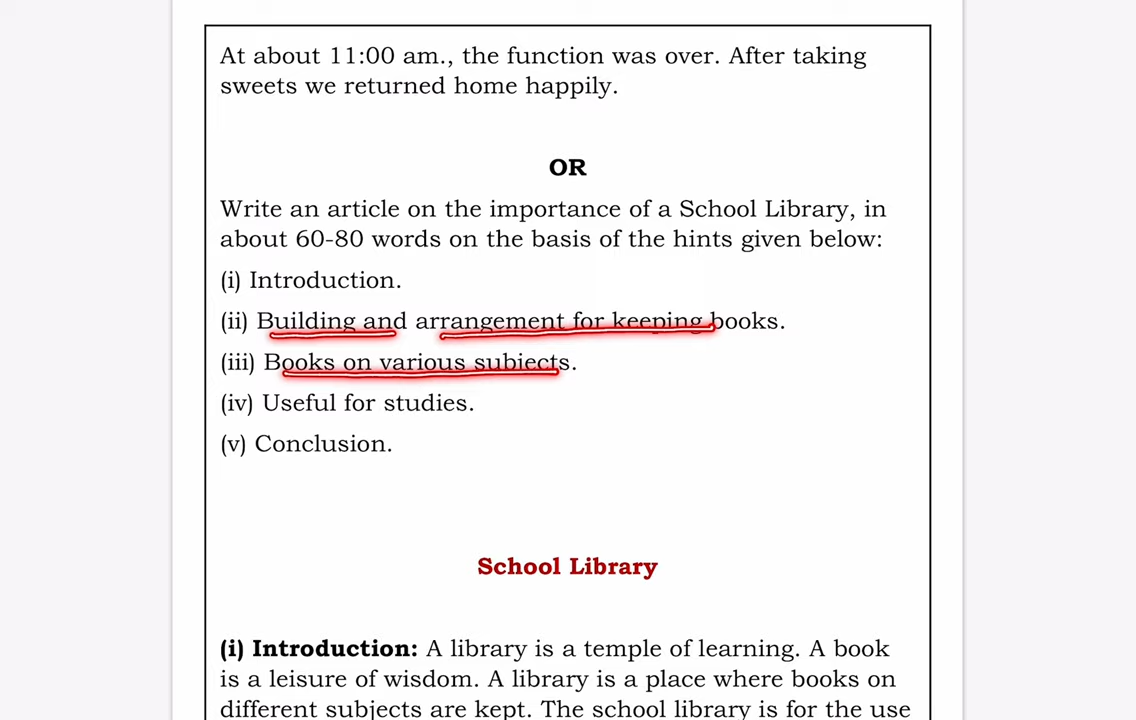 At about 11:00 am., the function was over. After taking
sweets we returned home happily.
OR
Write an article on the importance of a School Library, in
about 60-80 words on the basis of the hints given below:
(i) Introduction.
(ii) Building and arrangement for keeping books.
(iii) Books on various subjects.
(iv) Useful for studies.
(v) Conclusion.
School Library
(i) Introduction: A library is a temple of learning. A book
is a leisure of wisdom. A library is a place where books on
different subjects are kept. The school library is for the use